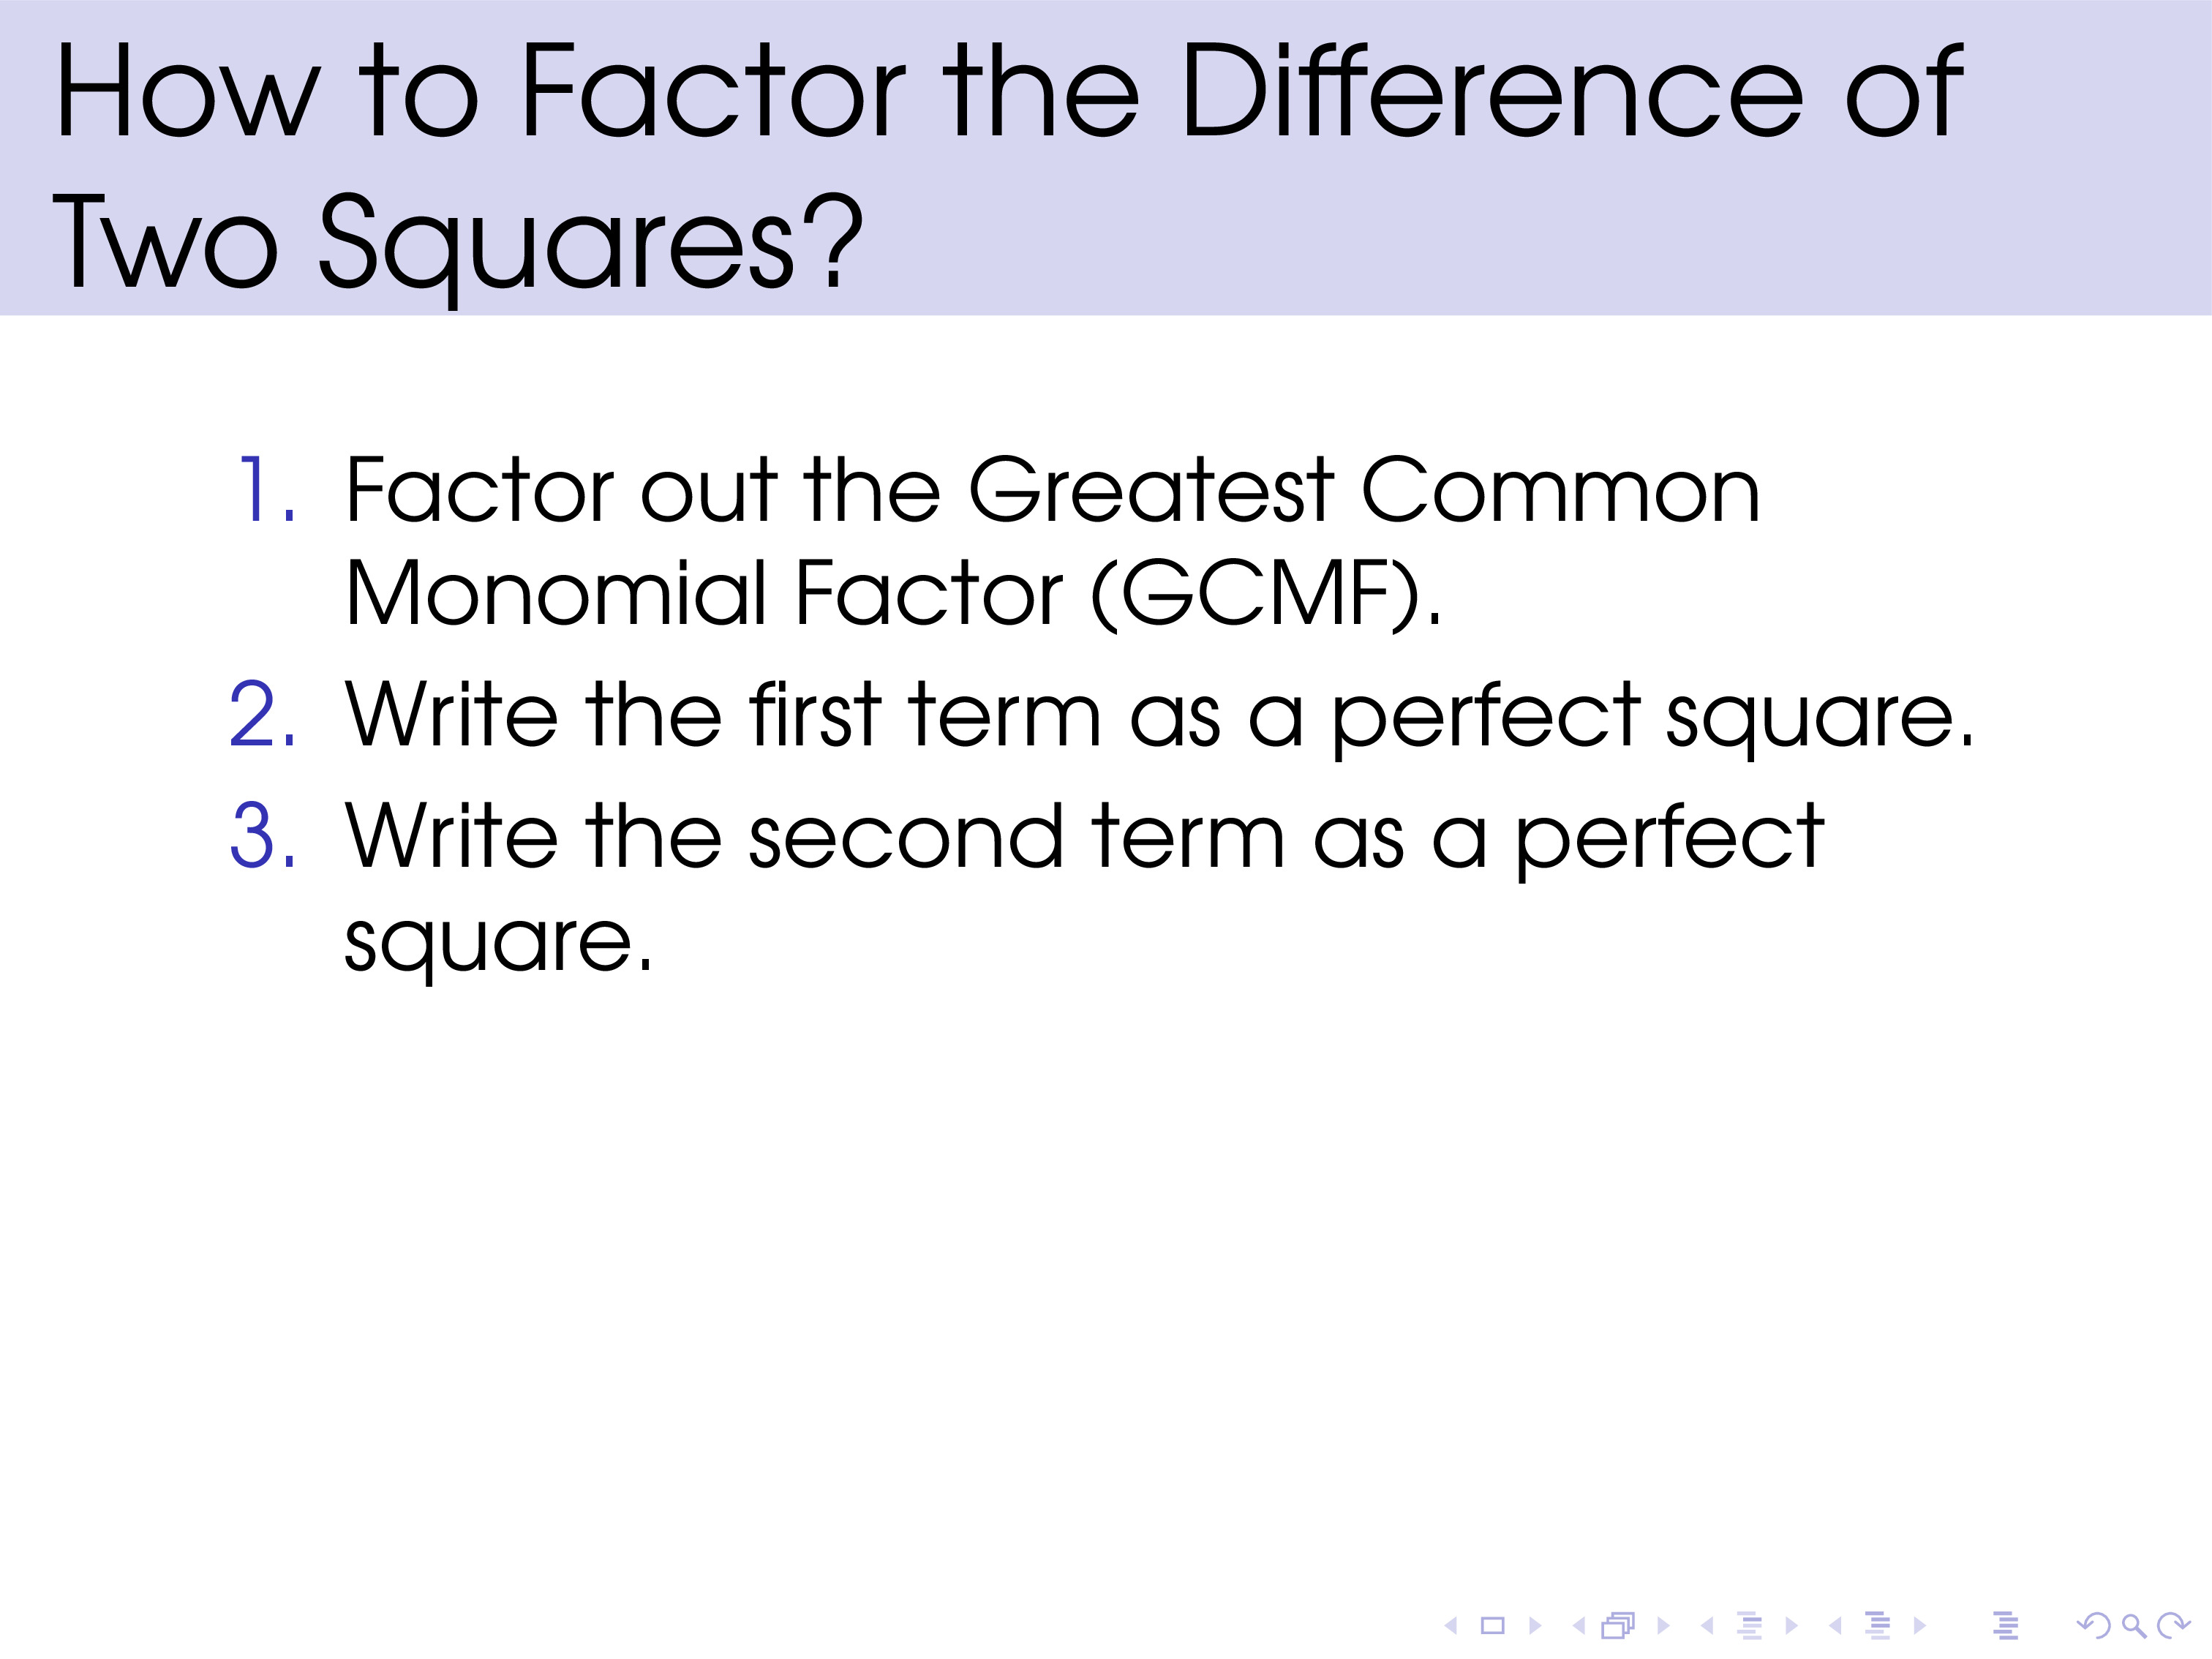 How to Factor the Difference of
Two Squares?
1. Factor out the Greatest Common
Monomial Factor (GCMF).
2. Write the first term as a perfect square.
3. Write the second term as a perfect
square.